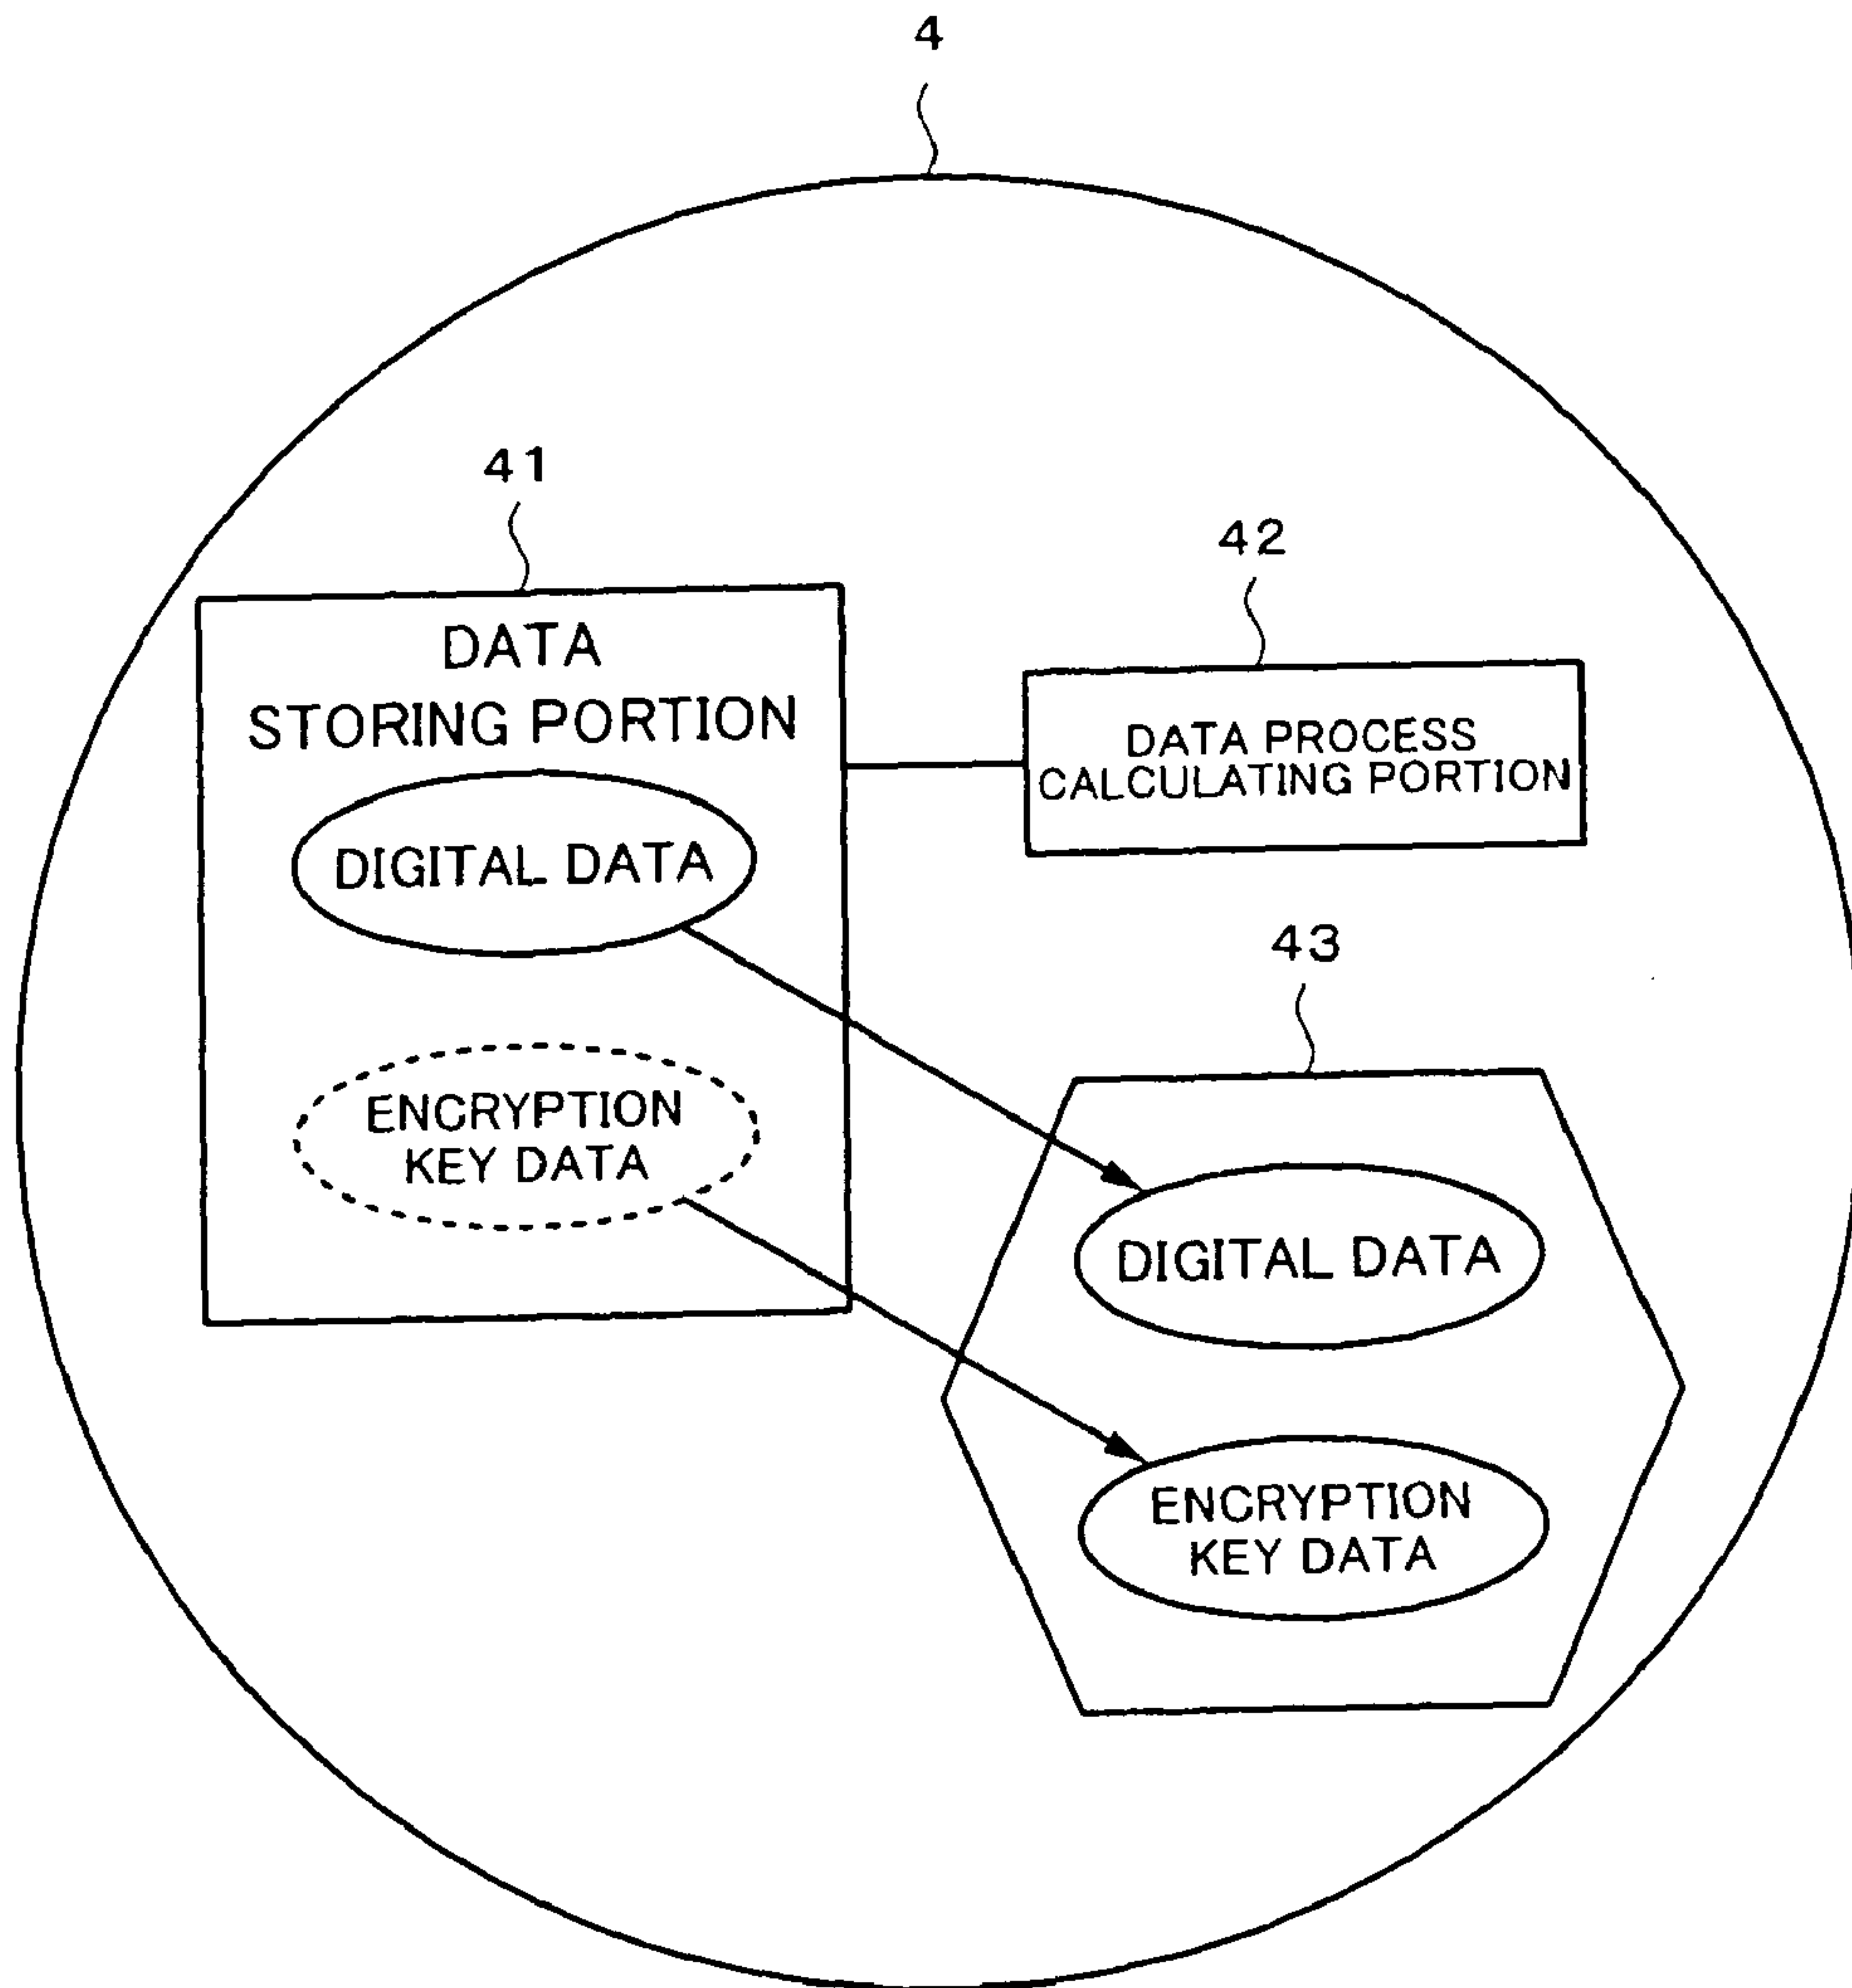 4
41
DATA
STORING PORTION
DIGITAL DATA
ENCRYPTION
KEY DATA
42
DATA PROCESS
CALCULATING PORTION
43
DIGITAL DATA
ENCRYPTION
KEY DATA